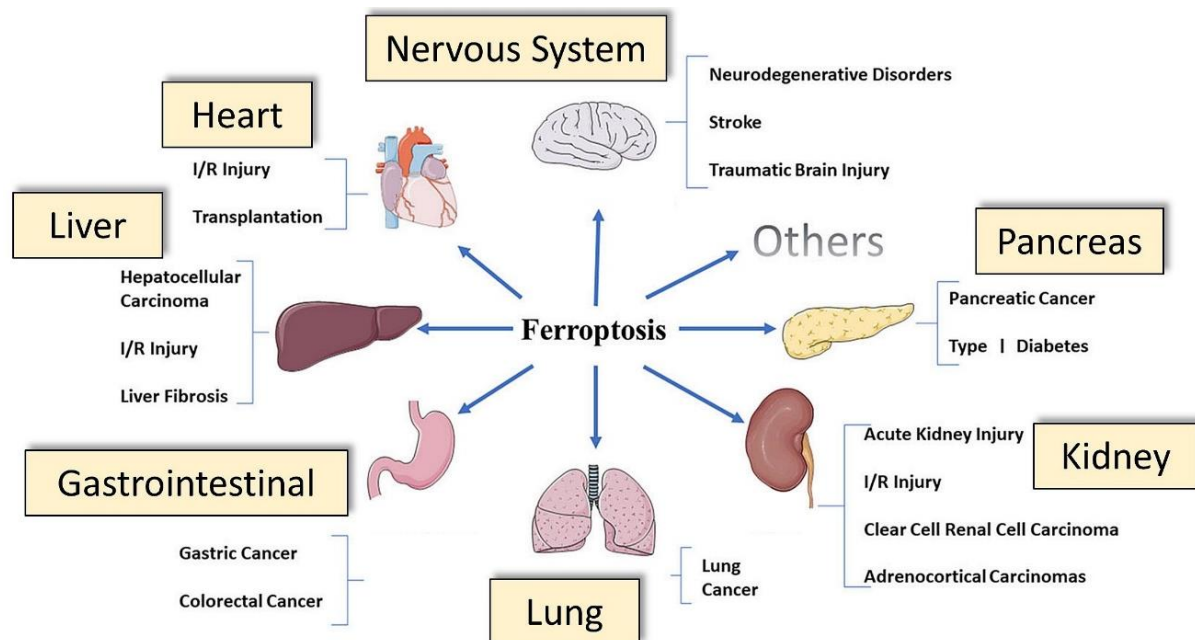 Nervous System
Neurodegenerative Disorders
Stroke
Traumatic Brain Injury
Heart
I/R Injury
Transplantation
Liver
Hepatocellular
Carcinoma
I/R Injury
Liver Fibrosis
Others
Pancreas
Pancreatic Cancer
Type I Diabetes
Ferroptosis
Gastrointestinal
Gastric Cancer
Colorectal Cancer
Lung
Lung
Cancer
Kidney
Acute Kidney Injury
I/R Injury
Clear Cell Renal Cell Carcinoma
Adrenocortical Carcinomas